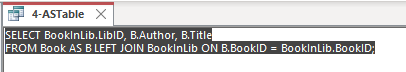 4-ASTable
SELECT BookInLib.LibID, B.Author, B.Title
FROM Book AS B LEFT JOIN BookInLib ON B.BookID = BookInLib.BookID;